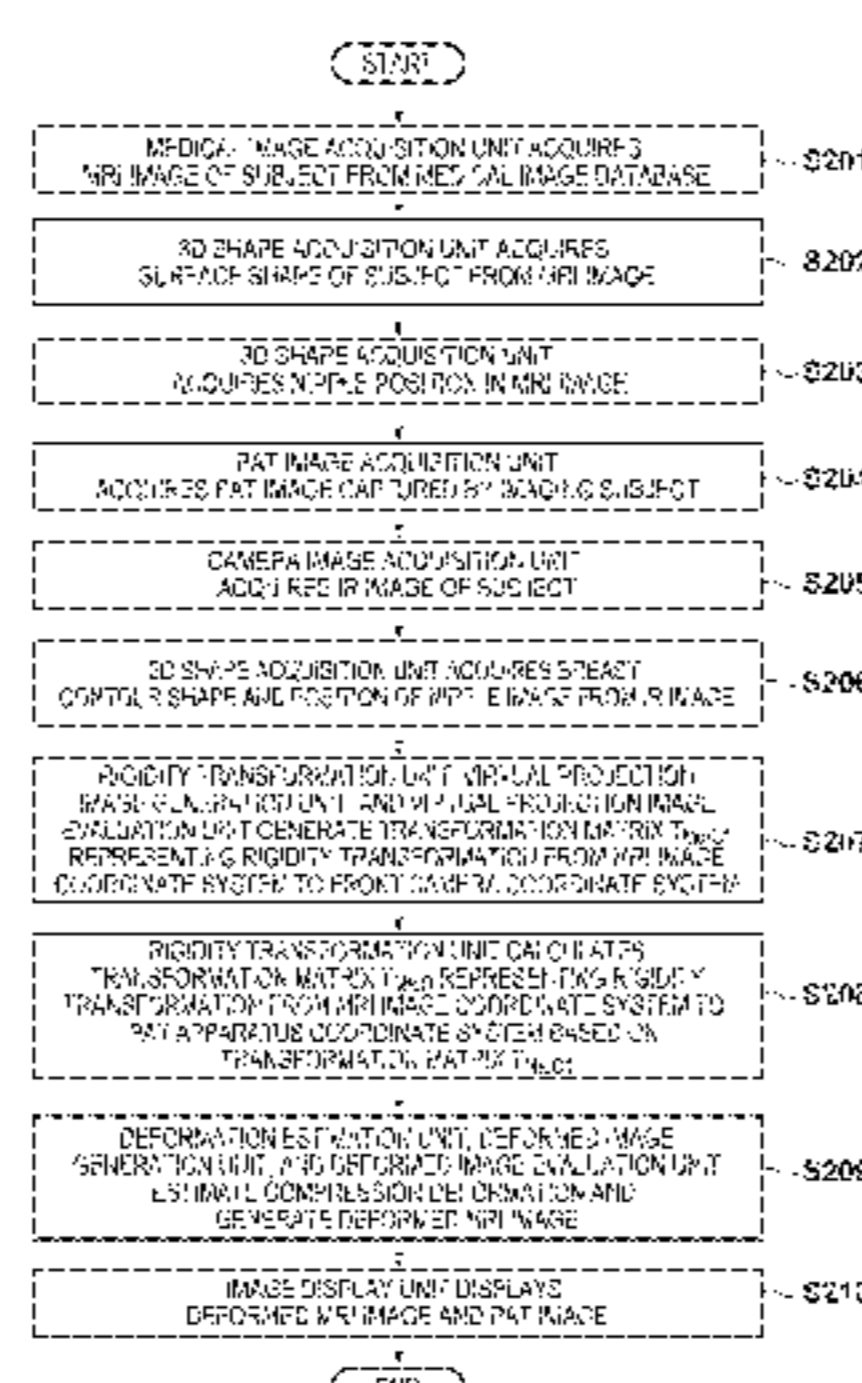 START
MEDICAL IMAGE ACQUISITION UNIT ACQUIRES
MRI IMAGE OF SUBJECT FROM MEDICAL IMAGE DATABASE
S201
3D SHAPE ACQUISITION UNIT ACQUIRES
SURFACE SHAPE OF SUBJECT FROM MRI IMAGE
S202
3D SHAPE ACQUISITION UNIT
ACQUIRES NIPPLE POSITION IN MRI IMAGE
S203
PAT IMAGE ACQUISITION UNIT
ACQUIRES PAT IMAGE CAPTURED BY IMAGING SUBJECT
S204
CAMERA IMAGE ACQUISITION UNIT
ACQUIRES IR IMAGE OF SUBJECT
S205
2D SHAPE ACQUISITION UNIT ACQUIRES BREAST
CONTOUR SHAPE AND POSITION OF NIPPLE IMAGE FROM IR IMAGE
S206
RIGIDITY TRANSFORMATION UNIT, VIRTUAL PROJECTION
IMAGE GENERATION UNIT, AND VIRTUAL PROJECTION IMAGE
EVALUATION UNIT GENERATE TRANSFORMATION MATRIX
REPRESENTING RIGIDITY TRANSFORMATION FROM MRI IMAGE
COORDINATE SYSTEM TO FRONT CAMERA COORDINATE SYSTEM
S207
RIGIDITY TRANSFORMATION UNIT CALCULATES
TRANSFORMATION MATRIX REPRESENTING RIGIDITY
TRANSFORMATION FROM MRI IMAGE COORDINATE SYSTEM TO
PAT APPARATUS COORDINATE SYSTEM BASED ON
TRANSFORMATION MATRIX
S208
DEFORMATION ESTIMATION UNIT, DEFORMED IMAGE
GENERATION UNIT, AND DEFORMED IMAGE EVALUATION UNIT
ESTIMATE COMPRESSION DEFORMATION AND
GENERATE DEFORMED MRI IMAGE
S209
IMAGE DISPLAY UNIT DISPLAYS
DEFORMED MRI IMAGE AND PAT IMAGE
S210
END